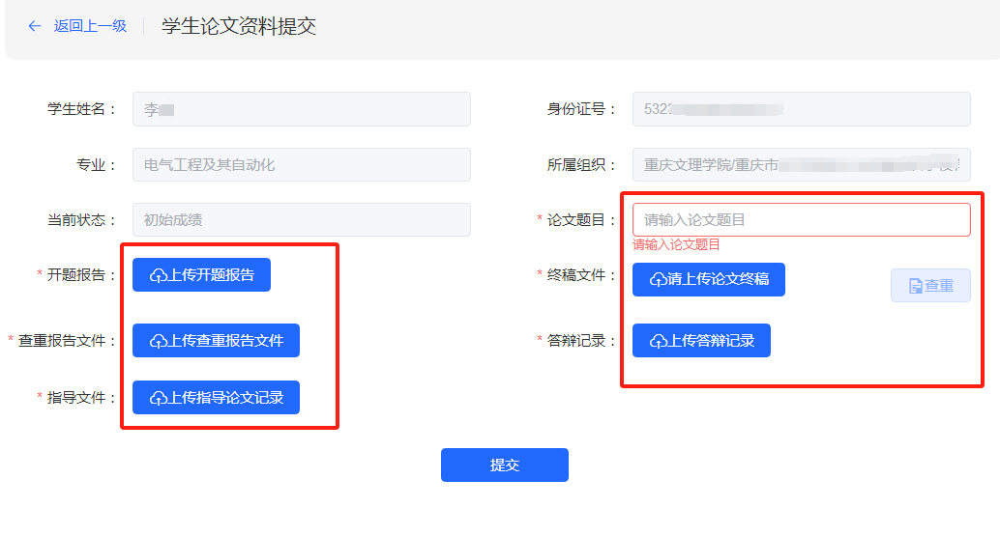 返回上一级 学生论文资料提交
学生姓名： 李
身份证号： 532
专业： 电气工程及其自动化
所属组织： 重庆文理学院/重庆市
当前状态： 初始成绩
* 论文题目： 请输入论文题目
请输入论文题目
* 开题报告： 上传开题报告
* 终稿文件： 请上传论文终稿 查重
* 查重报告文件： 上传查重报告文件
* 答辩记录： 上传答辩记录
* 指导文件： 上传指导论文记录
提交